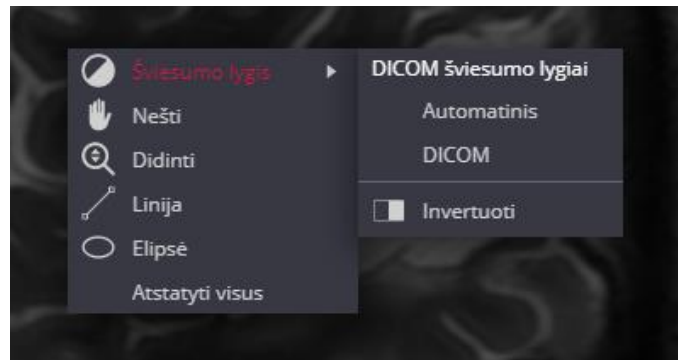 Šviesumo lygis
Nešti
Didinti
Linija
Elipsė
Atstatyti visus
DICOM šviesumo lygiai
Automatinis
DICOM
Invertuoti